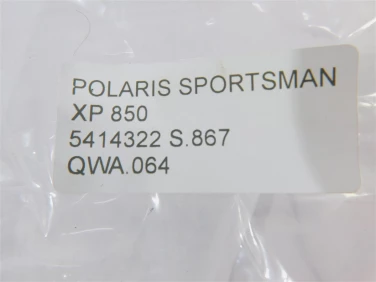 POLARIS SPORTSMAN
XP 850
5414322 S.867
QWA.064